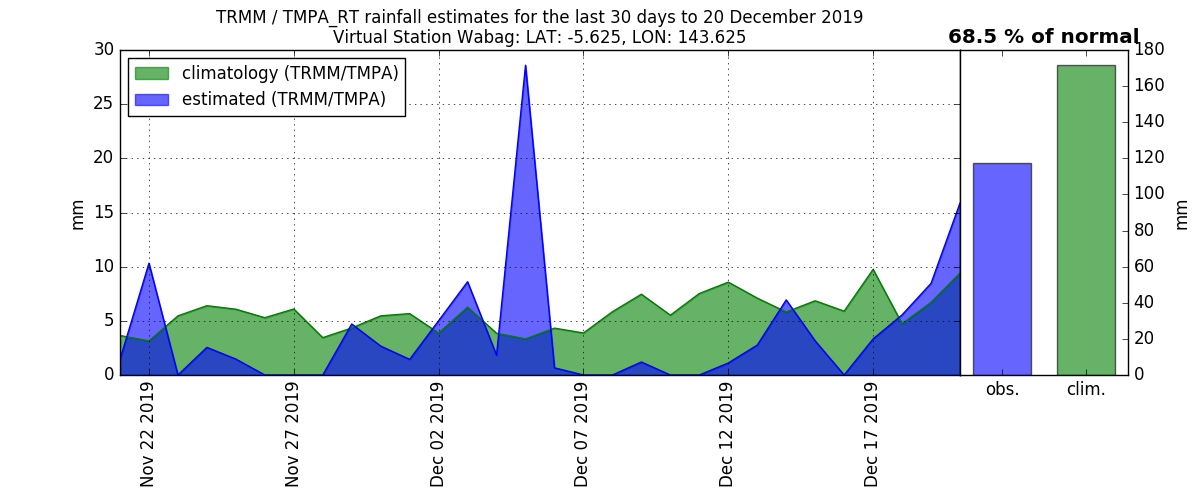 TRMM / TMPA_RT rainfall estimates for the last 30 days to 20 December 2019
Virtual Station Wabag: LAT: -5.625, LON: 143.625
68.5 % of normal
climatology (TRMM/TMPA)
estimated (TRMM/TMPA)
30
25
20
15
10
5
0
mm
Nov 22 2019
Nov 27 2019
Dec 02 2019
Dec 07 2019
Dec 12 2019
Dec 17 2019
obs.
clim.
180
160
140
120
100
80
60
40
20
0
mm